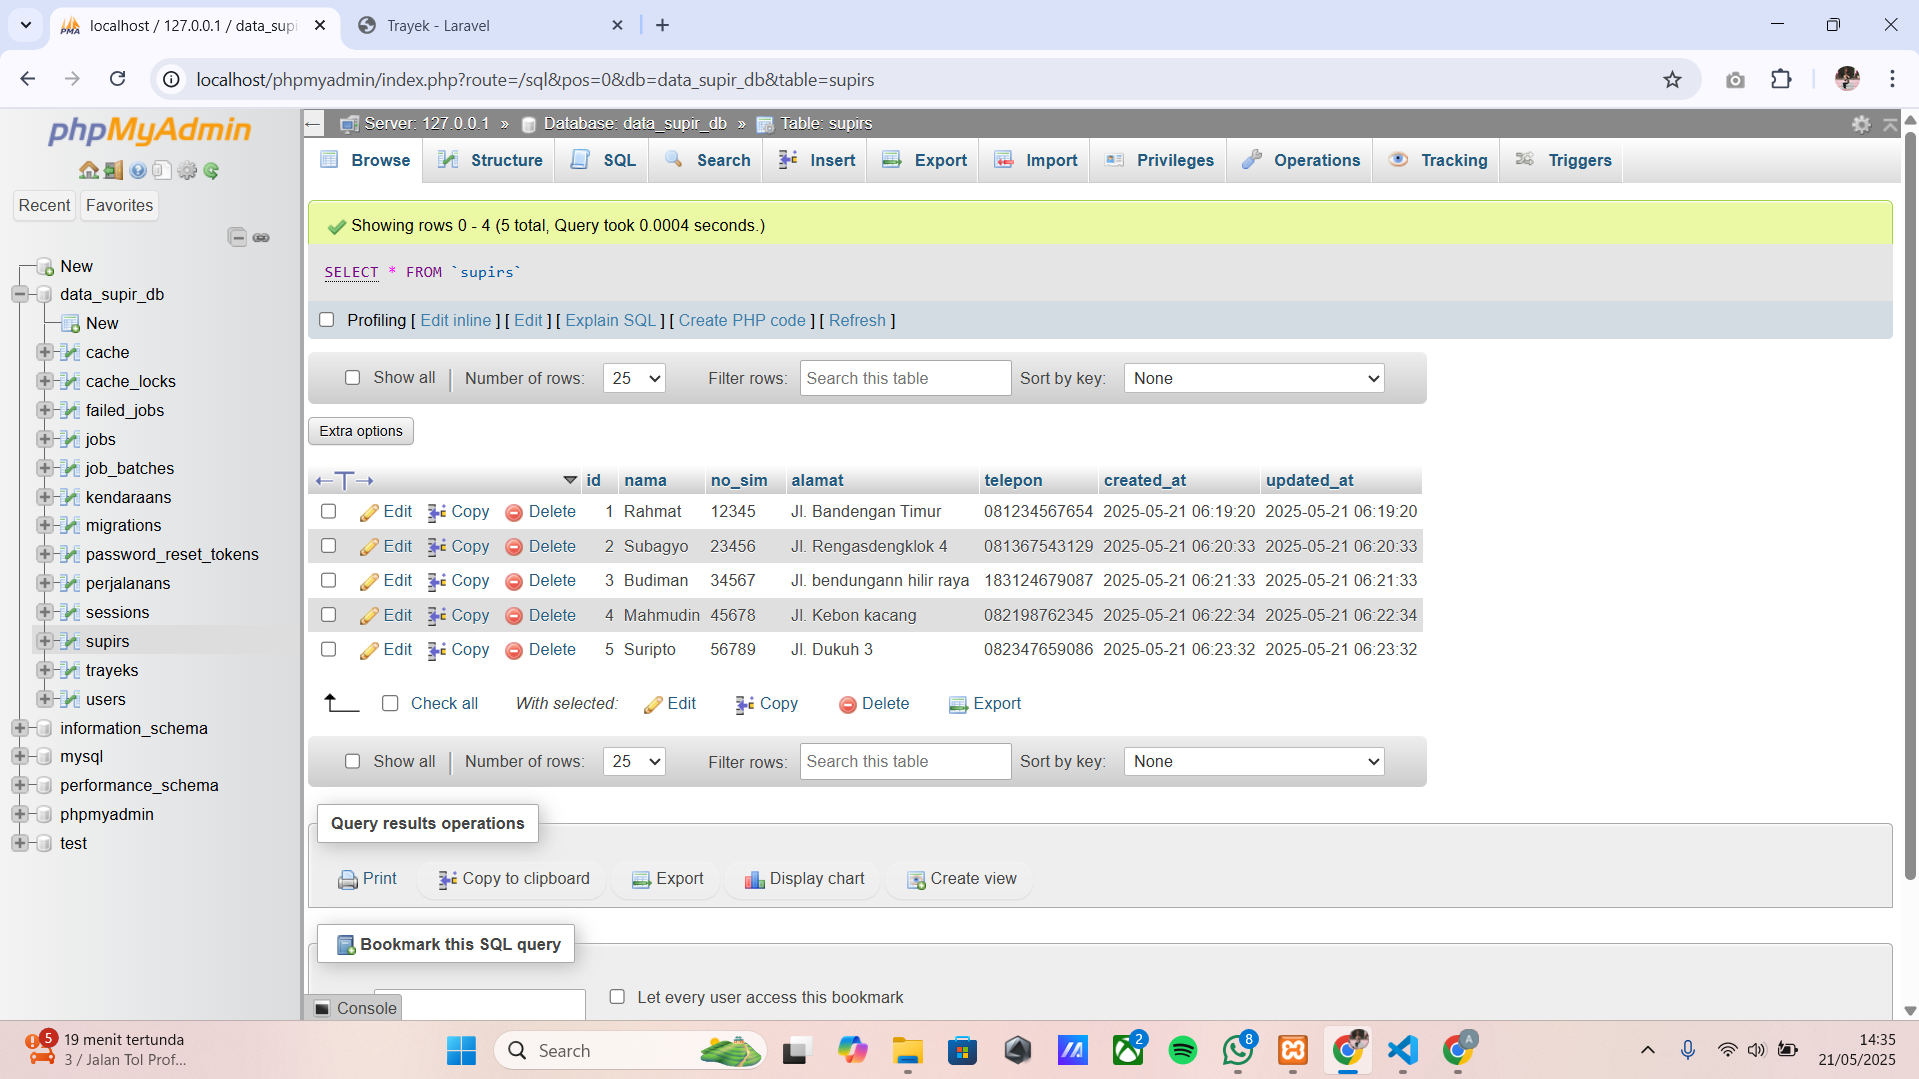 localhost / 127.0.0.1 / data_supi
Trayek - Laravel
localhost/phpmyadmin/index.php?route=/sql&pos=0&db=data_supir_db&table=supirs
phpMyAdmin
Recent
Favorites
New
data_supir_db
New
cache
cache_locks
failed_jobs
jobs
job_batches
kendaraans
migrations
password_reset_tokens
perjalanans
sessions
supirs
trayeks
users
information_schema
mysql
performance_schema
phpmyadmin
test
Server: 127.0.0.1 » Database: data_supir_db » Table: supirs
Browse Structure SQL Search Insert Export Import Privileges Operations Tracking Triggers
Showing rows 0 - 4 (5 total, Query took 0.0004 seconds.)
SELECT * FROM `supirs`
Profiling [ Edit inline ] [ Edit ] [ Explain SQL ] [ Create PHP code ] [ Refresh ]
Show all Number of rows: 25 Filter rows: Search this table Sort by key: None
Extra options
id nama no_sim alamat telepon created_at updated_at
Edit Copy Delete 1 Rahmat 12345 Jl. Bandengan Timur 081234567654 2025-05-21 06:19:20 2025-05-21 06:19:20
Edit Copy Delete 2 Subagyo 23456 Jl. Rengasdengklok 4 081367543129 2025-05-21 06:20:33 2025-05-21 06:20:33
Edit Copy Delete 3 Budiman 34567 Jl. bendungann hilir raya 183124679087 2025-05-21 06:21:33 2025-05-21 06:21:33
Edit Copy Delete 4 Mahmudin 45678 Jl. Kebon kacang 082198762345 2025-05-21 06:22:34 2025-05-21 06:22:34
Edit Copy Delete 5 Suripto 56789 Jl. Dukuh 3 082347659086 2025-05-21 06:23:32 2025-05-21 06:23:32
Check all With selected: Edit Copy Delete Export
Show all Number of rows: 25 Filter rows: Search this table Sort by key: None
Query results operations
Print Copy to clipboard Export Display chart Create view
Bookmark this SQL query
Let every user access this bookmark
Console
5
19 menit tertunda
3 / Jalan Tol Prof...
Search
2
8
A
14:35
21/05/2025